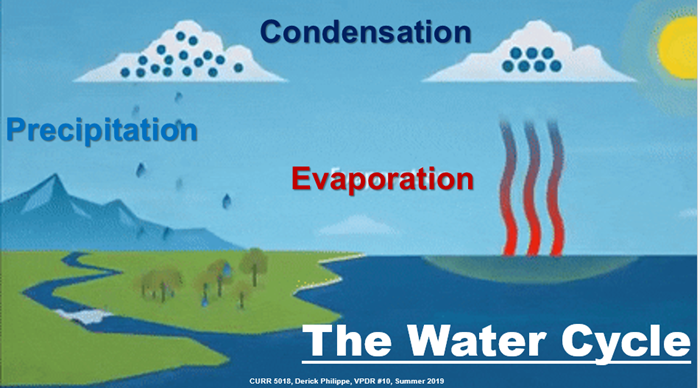 Condensation
Precipitation
Evaporation
The Water Cycle
CURR 5018, Derick Philippe, VPDR #10, Summer 2019